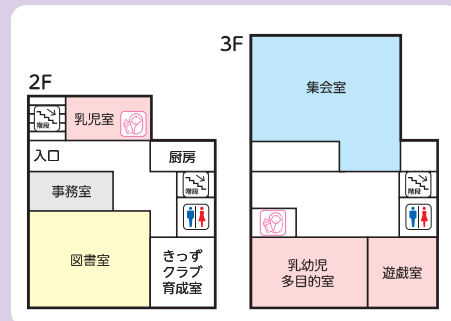 2F
階段
乳児室
入口
厨房
事務室
階段
図書室
きっず
クラブ
育成室
3F
集会室
階段
乳幼児
多目的室
遊戯室